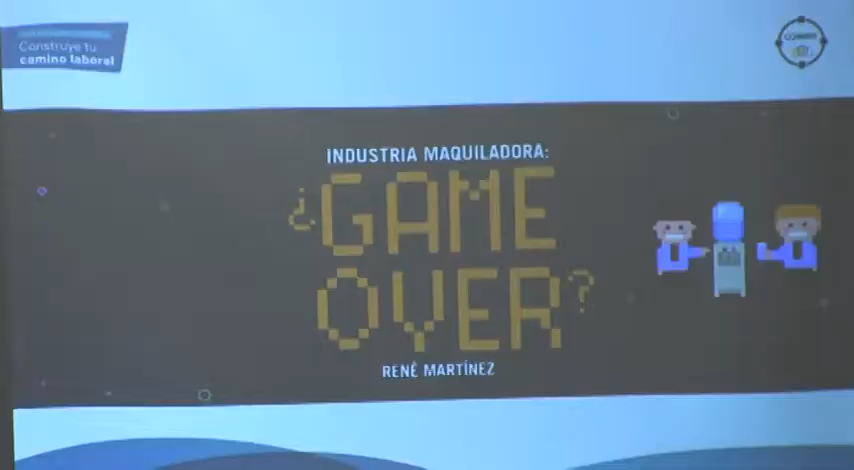 Construye tu
camino laboral
INDUSTRIA MAQUILADORA:
¿GAME
OVER?
RENÉ MARTÍNEZ